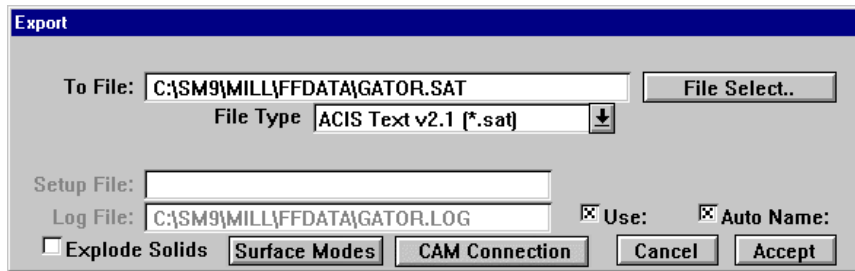 Export
To File: C:\SM9\MILL\FFDATA\GATOR.SAT File Select..
File Type ACIS Text v2.1 (*.sat)
Setup File:
Log File: C:\SM9\MILL\FFDATA\GATOR.LOG Use: Auto Name:
Explode Solids Surface Modes CAM Connection Cancel Accept